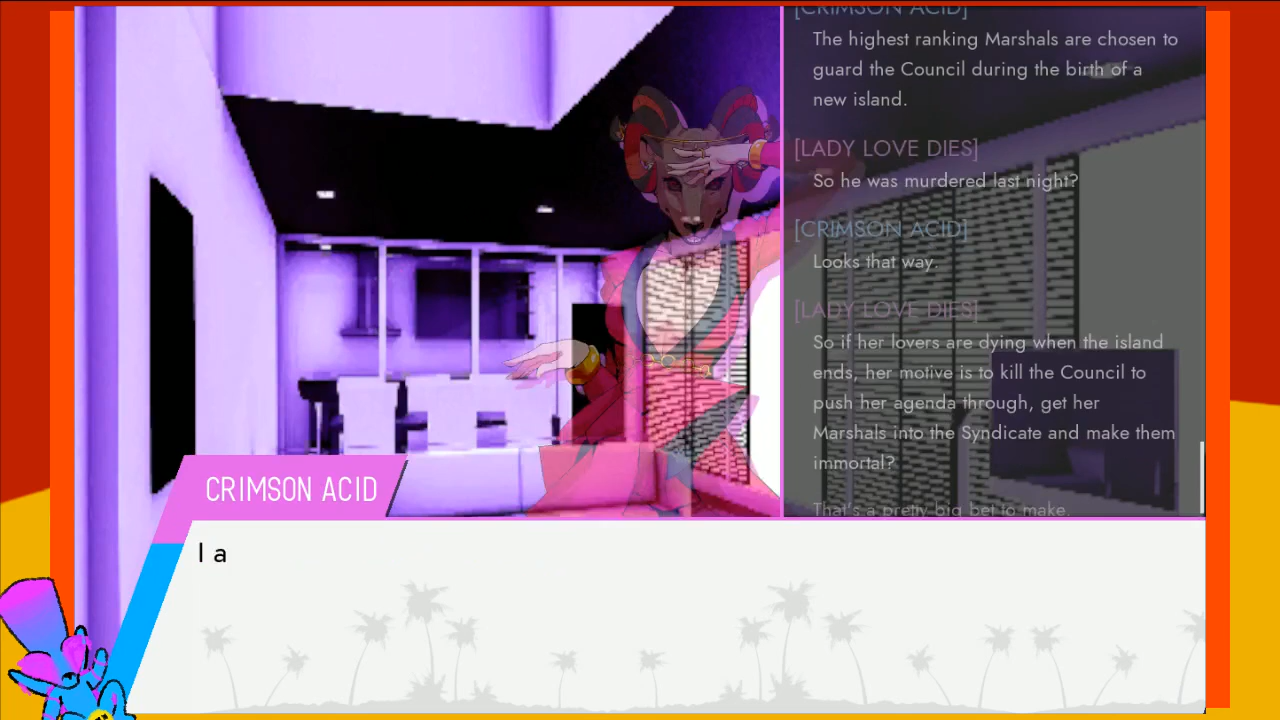 [CRIMSON ACID]
The highest ranking Marshals are chosen to
guard the Council during the birth of a
new island.
[LADY LOVE DIES]
So he was murdered last night?
[CRIMSON ACID]
Looks that way.
[LADY LOVE DIES]
So if her lovers are dying when the island
ends, her motive is to kill the Council to
push her agenda through, get her
Marshals into the Syndicate and make them
immortal?
That's a pretty big bet to make.
CRIMSON ACID
I a